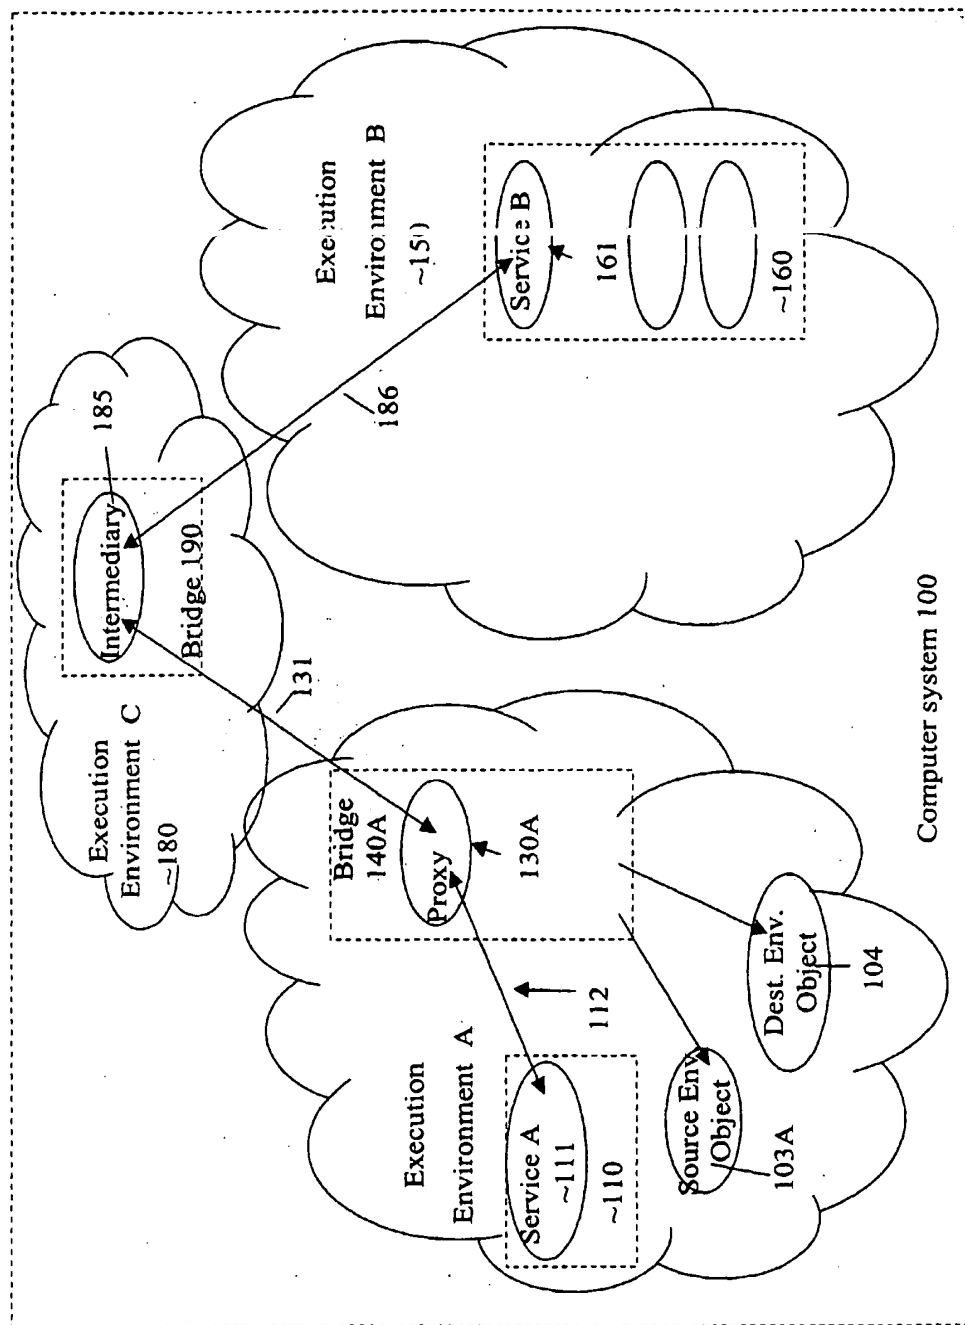 Execution
Environment C
~180
Intermediary
185
Bridge 190
131
186
Execution
Environment B
~150
Service B
161
~160
Execution
Environment A
Service A
~111
~110
112
Bridge
140A
Proxy
130A
Source Env
Object
103A
Dest. Env.
Object
104
Computer system 100